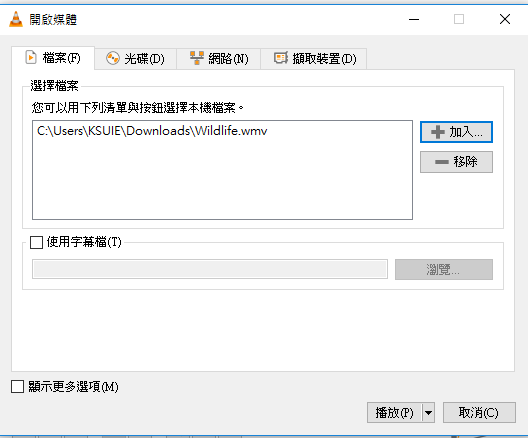 開啟媒體
檔案(F)
光碟(D)
網路(N)
擷取裝置(D)
選擇檔案
您可以用下列清單與按鈕選擇本機檔案。
C:\Users\KSUIE\Downloads\Wildlife.wmv
加入...
移除
使用字幕檔(T)
瀏覽...
顯示更多選項(M)
播放(P)
取消(C)